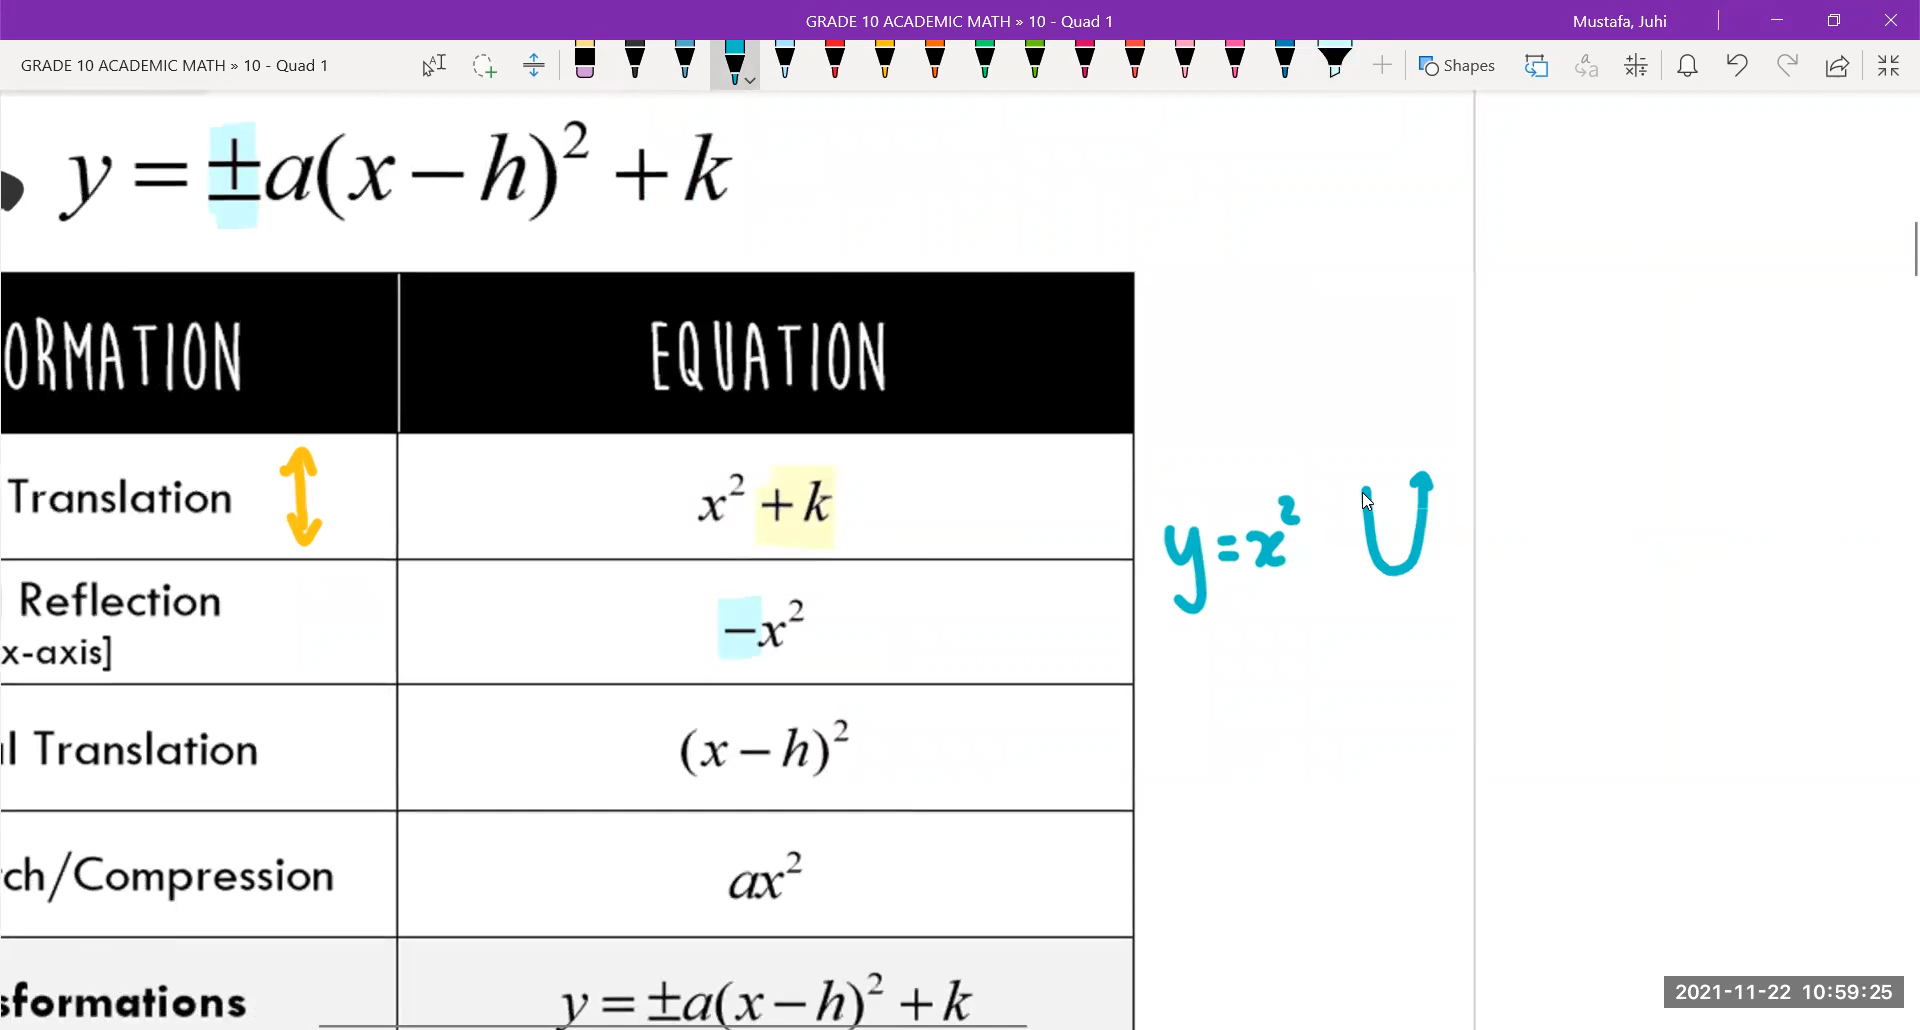 GRADE 10 ACADEMIC MATH » 10 - Quad 1
Mustafa, Juhi
GRADE 10 ACADEMIC MATH » 10 - Quad 1
Shapes
y = ±a(x − h)² + k
ORMATION
EQUATION
Translation
x² + k
y = x²
Reflection
x-axis]
−x²
l Translation
(x − h)²
ch/Compression
ax²
sformations
y = ±a(x − h)² + k
2021-11-22 10:59:25